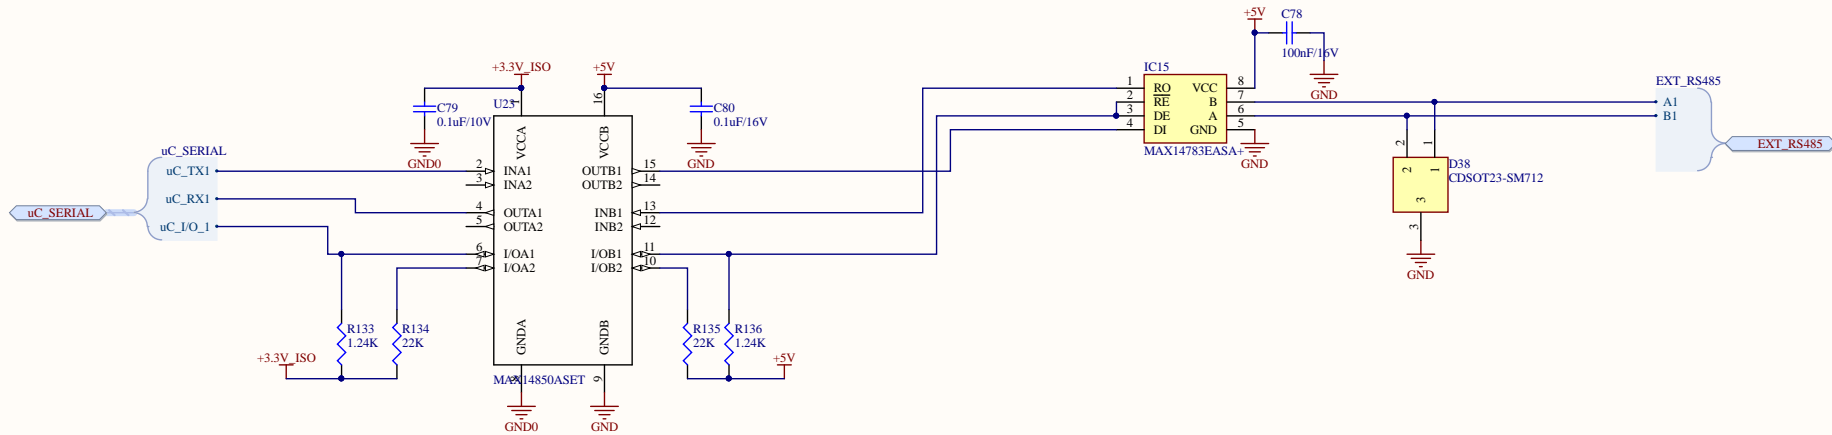 +5V
C78
100nF/16V
GND
+3.3V_ISO
+5V
U23
1
16
C79
0.1uF/10V
GND0
C80
0.1uF/16V
GND
VCCA
VCCB
IC15
1
2
3
4
RO
RE
DE
DI
VCC
B
A
GND
8
7
6
5
MAX14783EASA+
GND
EXT_RS485
A1
B1
EXT_RS485
uC_SERIAL
uC_TX1
uC_RX1
uC_I/O_1
uC_SERIAL
2
3
4
5
6
7
INA1
INA2
OUTA1
OUTA2
I/OA1
I/OA2
OUTB1
OUTB2
INB1
INB2
I/OB1
I/OB2
15
14
13
12
11
10
2
1
2
1
3
3
D38
CDSOT23-SM712
GND
R133
1.24K
R134
22K
+3.3V_ISO
GNDA
GNDB
R135
22K
R136
1.24K
+5V
MAX14850ASET
8
9
GND0
GND